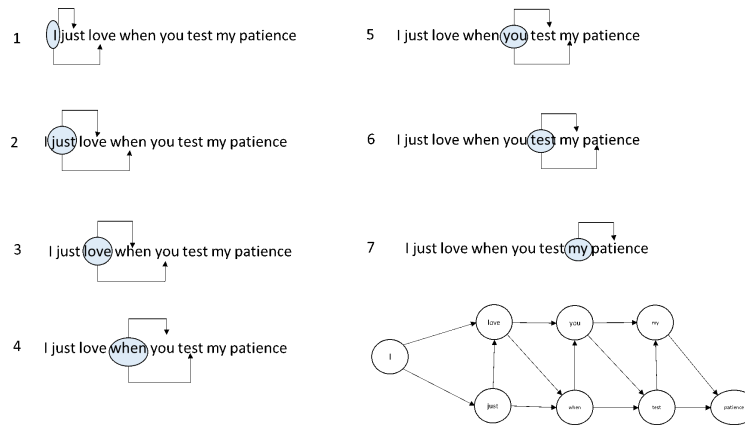 1 I just love when you test my patience
2 I just love when you test my patience
3 I just love when you test my patience
4 I just love when you test my patience
5 I just love when you test my patience
6 I just love when you test my patience
7 I just love when you test my patience
love you my
I
just when test patience